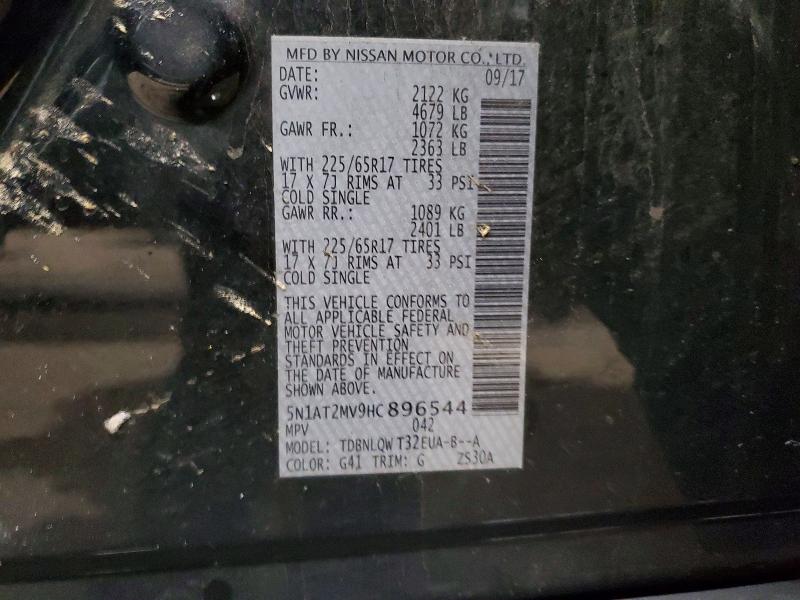 MFD BY NISSAN MOTOR CO., LTD.
DATE: 09/17
GVWR: 2122 KG
4679 LB
GAWR FR.: 1072 KG
2363 LB
WITH 225/65R17 TIRES
17 X 7J RIMS AT 33 PSI
COLD SINGLE
GAWR RR.: 1089 KG
2401 LB
WITH 225/65R17 TIRES
17 X 7J RIMS AT 33 PSI
COLD SINGLE
THIS VEHICLE CONFORMS TO
ALL APPLICABLE FEDERAL
MOTOR VEHICLE SAFETY AND
THEFT PREVENTION
STANDARDS IN EFFECT ON
THE DATE OF MANUFACTURE
SHOWN ABOVE.
5N1AT2MV9HC896544
MPV 042
MODEL: TDBNLQW T32EUA-B--A
COLOR: G41 TRIM: G ZS30A